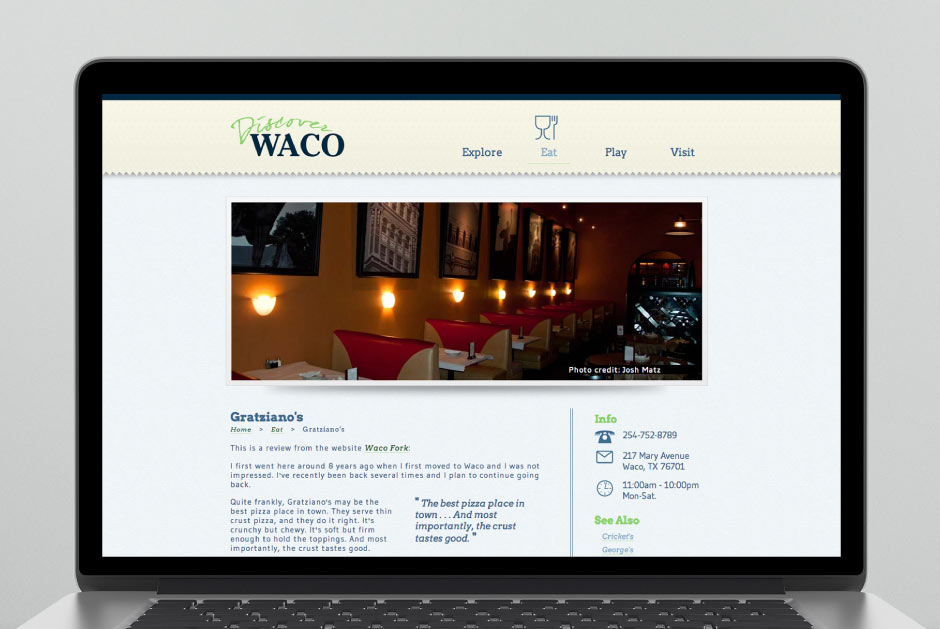 Discover
WACO
Explore
Eat
Play
Visit
Photo credit: Josh Matz
Gratziano's
Home > Eat > Gratziano's
This is a review from the website Waco Fork:
I first went here around 8 years ago when I first moved to Waco and I was not
impressed. I've recently been back several times and I plan to continue going
back.
Quite frankly, Gratziano's may be the
best pizza place in town. They serve thin
crust pizza, and they do it right. It's
crunchy but chewy. It's soft but firm
enough to hold the toppings. And most
importantly, the crust tastes good.
"The best pizza place in
town . . . And most
importantly, the crust
tastes good."
Info
254-752-8789
217 Mary Avenue
Waco, TX 76701
11:00am - 10:00pm
Mon-Sat.
See Also
Cricket's
George's